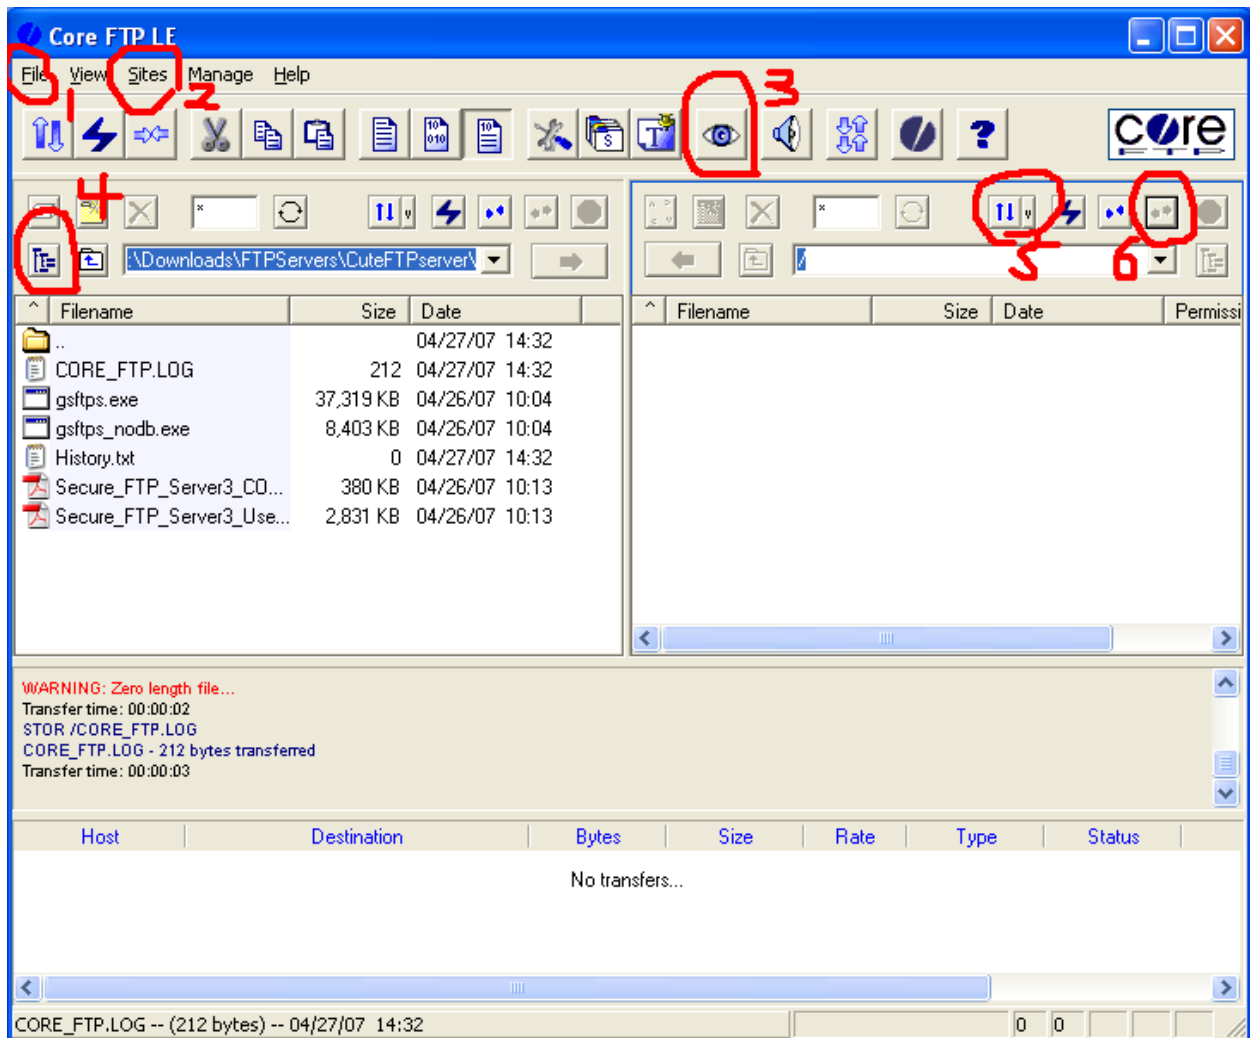 Core FTP LE
File View Sites Manage Help
1 2 3
10 010 10 S T ? core
4
* *
5 6
:\Downloads\FTPServers\CuteFTPserver\ /
^ Filename Size Date ^ Filename Size Date Permissi
.. 04/27/07 14:32
CORE_FTP.LOG 212 04/27/07 14:32
gsftps.exe 37,319 KB 04/26/07 10:04
gsftps_nodb.exe 8,403 KB 04/26/07 10:04
History.txt 0 04/27/07 14:32
Secure_FTP_Server3_CO... 380 KB 04/26/07 10:13
Secure_FTP_Server3_Use... 2,831 KB 04/26/07 10:13
WARNING: Zero length file...
Transfer time: 00:00:02
STOR /CORE_FTP.LOG
CORE_FTP.LOG - 212 bytes transferred
Transfer time: 00:00:03
Host Destination Bytes Size Rate Type Status
No transfers...
CORE_FTP.LOG -- (212 bytes) -- 04/27/07 14:32 0 0